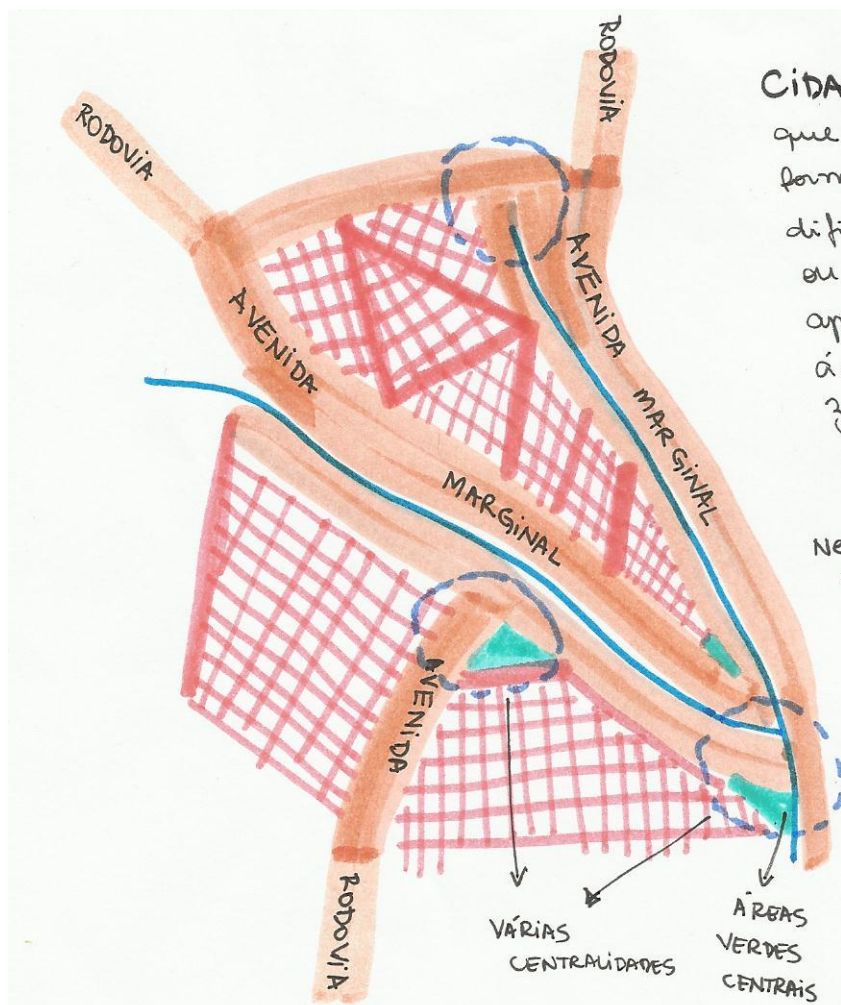 RODOVIA
RODOVIA
AVENIDA
MARGINAL
AVENIDA
MARGINAL
AVENIDA
RODOVIA
VÁRIAS
CENTRALIDADES
ÁREAS
VERDES
CENTRAIS
CIDA
que
form
difi
ou
ap
á
Ne